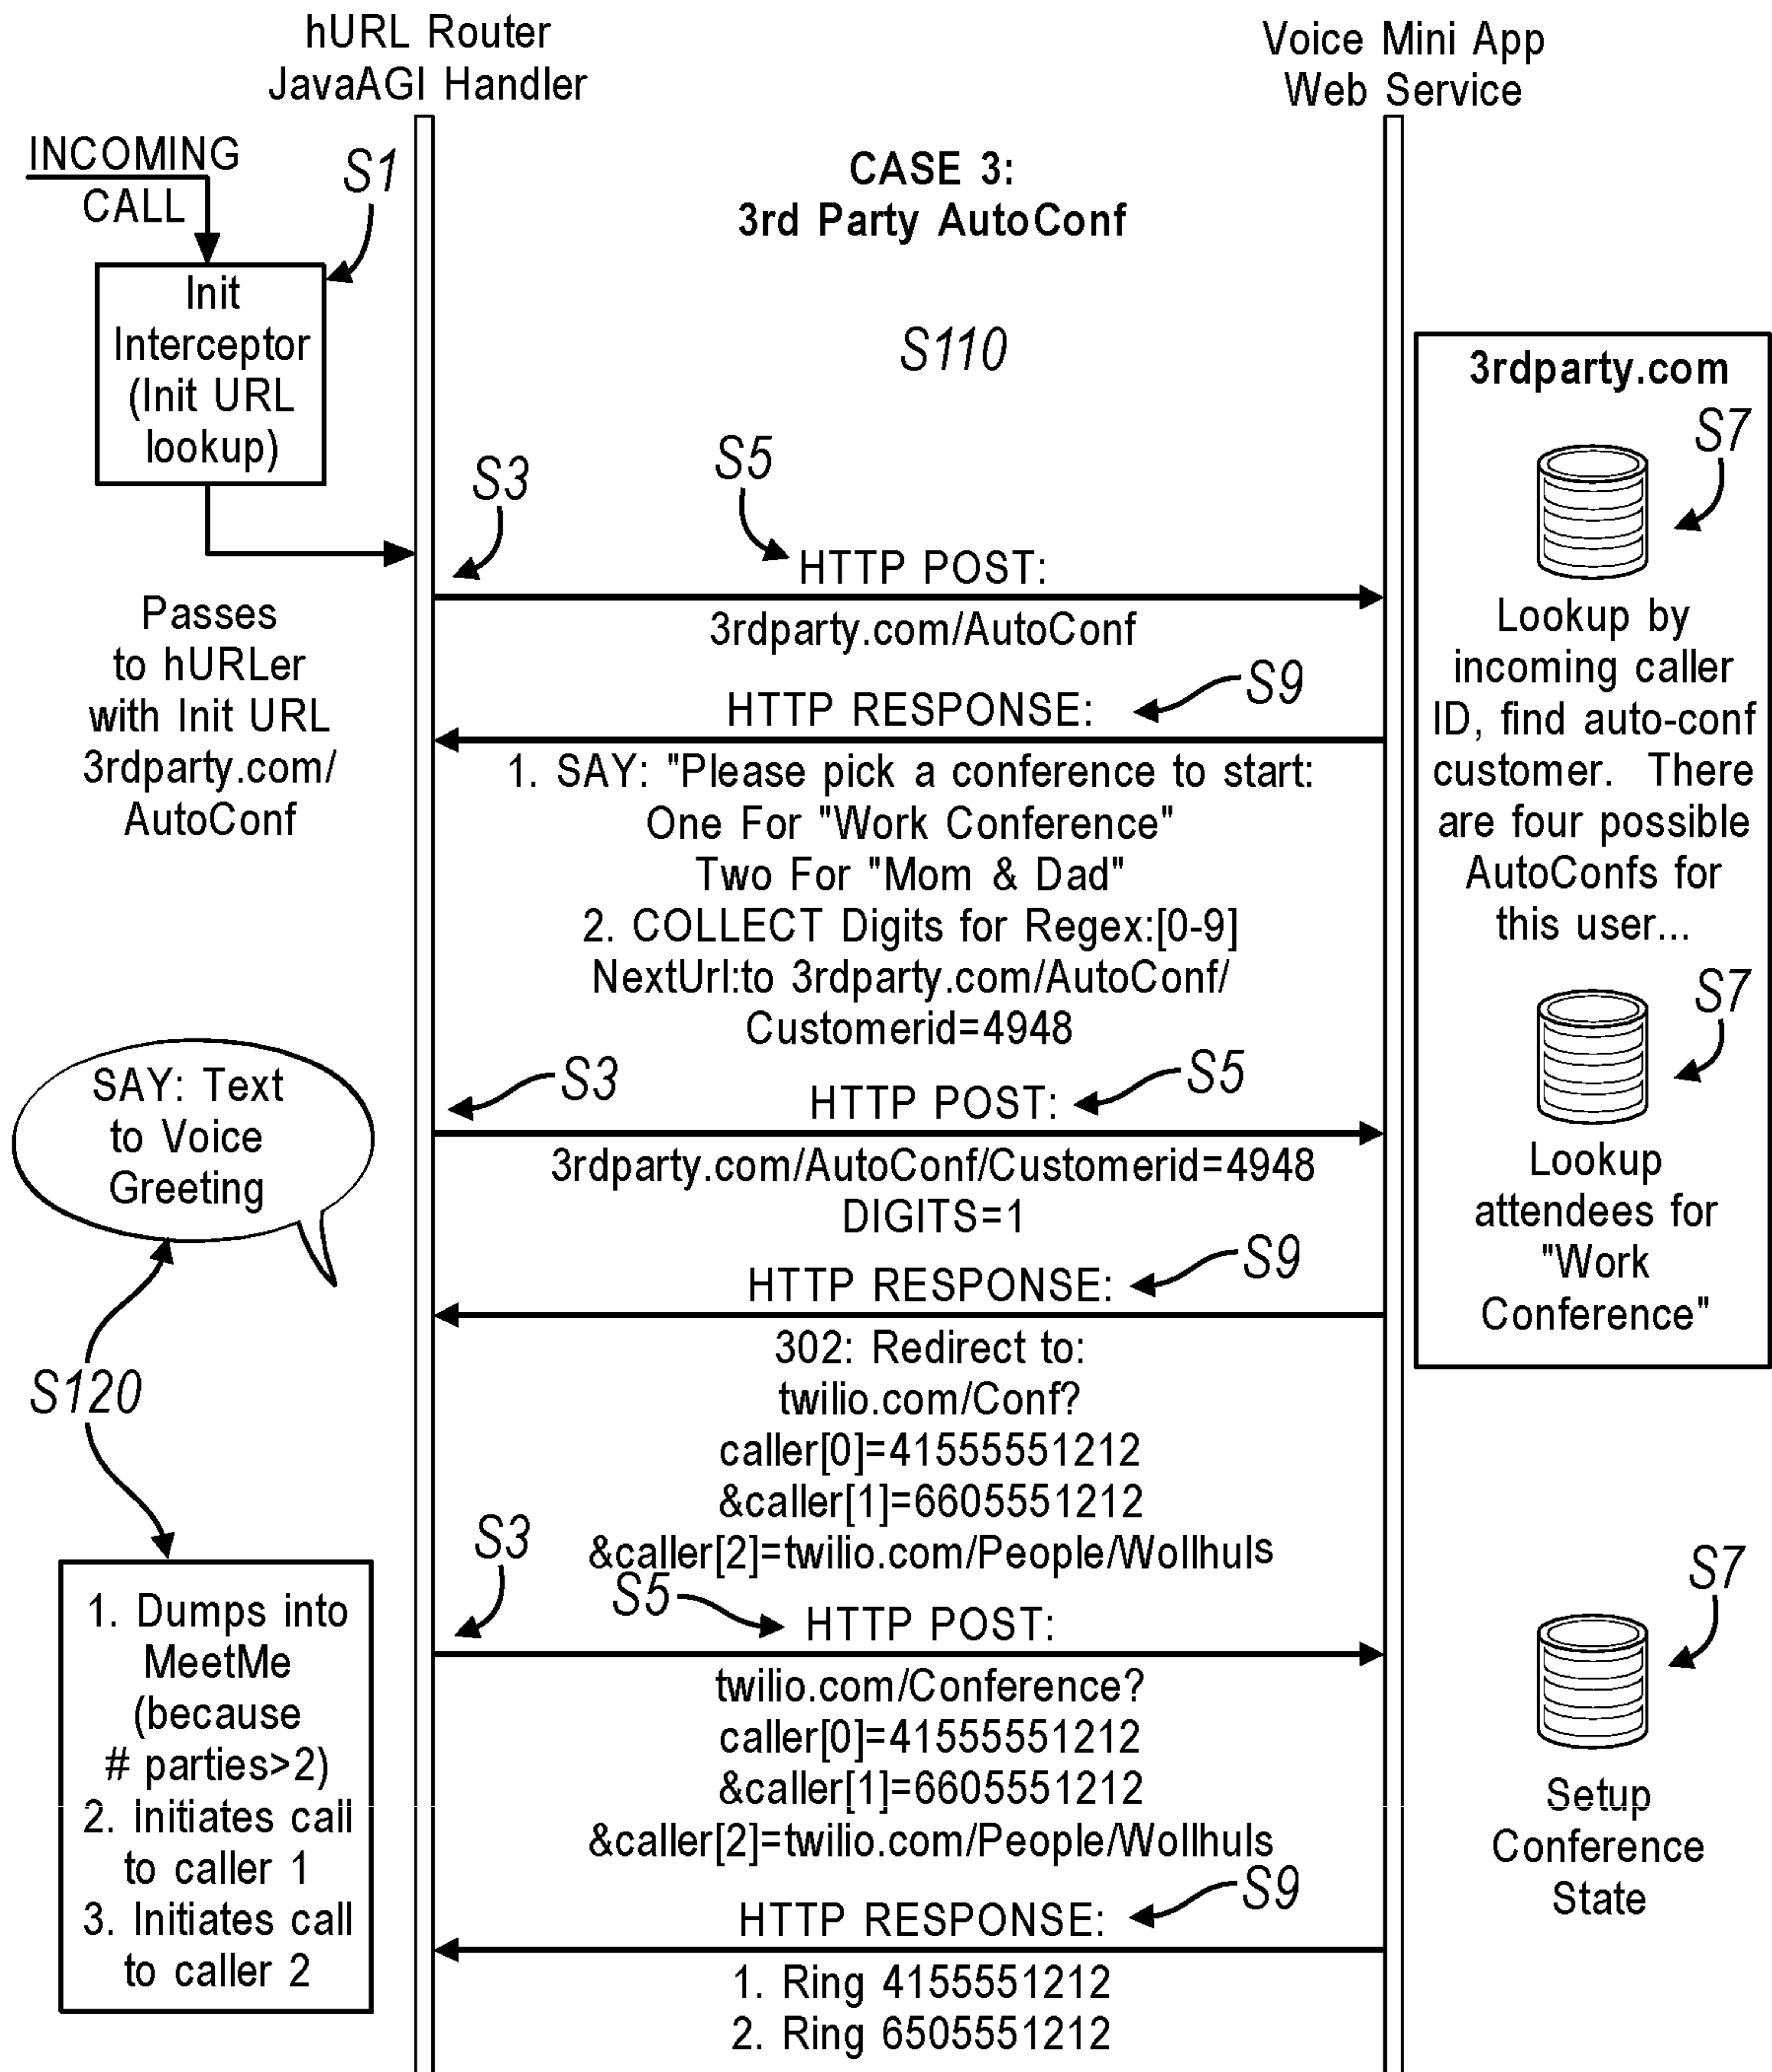 hURL Router
JavaAGI Handler
Voice Mini App
Web Service
INCOMING
CALL
S1
Init
Interceptor
(Init URL
lookup)
Passes
to hURLer
with Init URL
3rdparty.com/
AutoConf
CASE 3:
3rd Party AutoConf
S110
S3
S5
HTTP POST:
3rdparty.com/AutoConf
HTTP RESPONSE:
S9
1. SAY: "Please pick a conference to start:
One For "Work Conference"
Two For "Mom & Dad"
2. COLLECT Digits for Regex:[0-9]
NextUrl:to 3rdparty.com/AutoConf/
Customerid=4948
3rdparty.com
S7
Lookup by
incoming caller
ID, find auto-conf
customer. There
are four possible
AutoConfs for
this user...
S7
Lookup
attendees for
"Work
Conference"
SAY: Text
to Voice
Greeting
S3
HTTP POST:
S5
3rdparty.com/AutoConf/Customerid=4948
DIGITS=1
HTTP RESPONSE:
S9
302: Redirect to:
twilio.com/Conf?
caller[0]=41555551212
&caller[1]=6605551212
&caller[2]=twilio.com/People/Wollhuls
S120
1. Dumps into
MeetMe
(because
# parties>2)
2. Initiates call
to caller 1
3. Initiates call
to caller 2
S3
S5
HTTP POST:
twilio.com/Conference?
caller[0]=41555551212
&caller[1]=6605551212
&caller[2]=twilio.com/People/Wollhuls
S7
Setup
Conference
State
HTTP RESPONSE:
S9
1. Ring 4155551212
2. Ring 6505551212